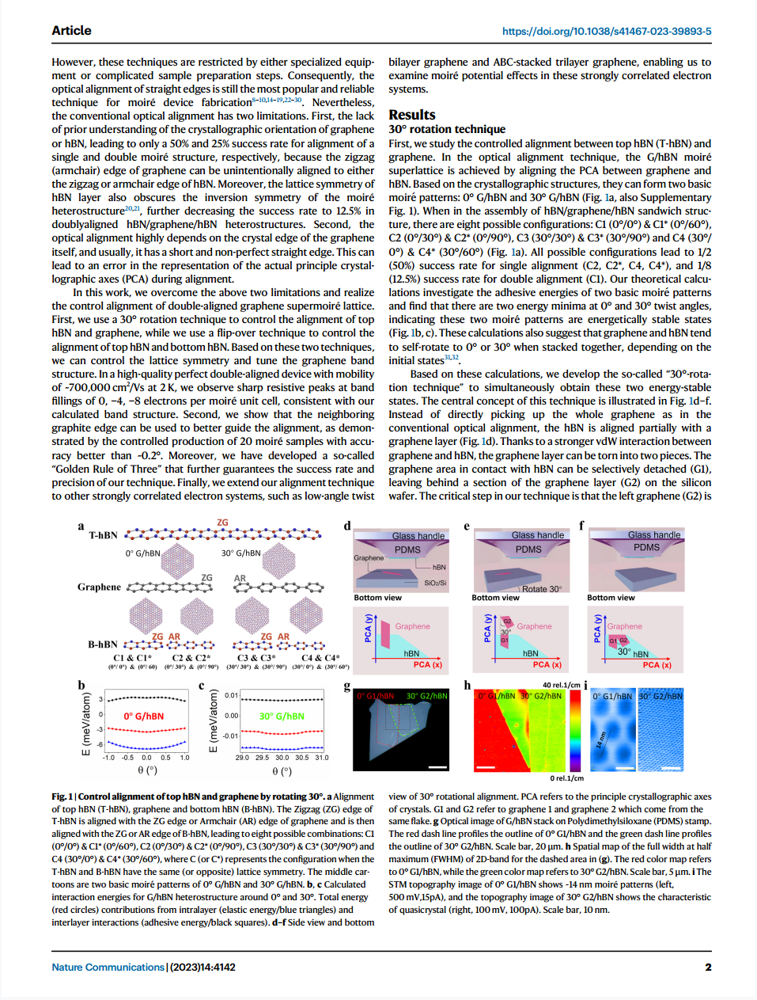 Article
https://doi.org/10.1038/s41467-023-39893-5
However, these techniques are restricted by either specialized equip-
ment or complicated sample preparation steps. Consequently, the
optical alignment of straight edges is still the most popular and reliable
technique for moiré device fabrication8–10,14–19,22–30. Nevertheless,
the conventional optical alignment has two limitations. First, the lack
of prior understanding of the crystallographic orientation of graphene
or hBN, leading to only a 50% and 25% success rate for alignment of a
single and double moiré structure, respectively, because the zigzag
(armchair) edge of graphene can be unintentionally aligned to either
the zigzag or armchair edge of hBN. Moreover, the lattice symmetry of
hBN layer also obscures the inversion symmetry of the moiré
heterostructure20,21, further decreasing the success rate to 12.5% in
doublyaligned hBN/graphene/hBN heterostructures. Second, the
optical alignment highly depends on the crystal edge of the graphene
itself, and usually, it has a short and non-perfect straight edge. This can
lead to an error in the representation of the actual principle crystal-
lographic axes (PCA) during alignment.
In this work, we overcome the above two limitations and realize
the control alignment of double-aligned graphene supermoiré lattice.
First, we use a 30° rotation technique to control the alignment of top
hBN and graphene, while we use a flip-over technique to control the
alignment of top hBN and bottom hBN. Based on these two techniques,
we can control the lattice symmetry and tune the graphene band
structure. In a high-quality perfect double-aligned device with mobility
of ~700,000 cm²/Vs at 2 K, we observe sharp resistive peaks at band
fillings of 0, −4, −8 electrons per moiré unit cell, consistent with our
calculated band structure. Second, we show that the neighboring
graphite edge can be used to better guide the alignment, as demon-
strated by the controlled production of 20 moiré samples with accu-
racy better than ~0.2°. Moreover, we have developed a so-called
“Golden Rule of Three” that further guarantees the success rate and
precision of our technique. Finally, we extend our alignment technique
to other strongly correlated electron systems, such as low-angle twist
bilayer graphene and ABC-stacked trilayer graphene, enabling us to
examine moiré potential effects in these strongly correlated electron
systems.
Results
30° rotation technique
First, we study the controlled alignment between top hBN (T-hBN) and
graphene. In the optical alignment technique, the G/hBN moiré
superlattice is achieved by aligning the PCA between graphene and
hBN. Based on the crystallographic structures, they can form two basic
moiré patterns: 0° G/hBN and 30° G/hBN (Fig. 1a, also Supplementary
Fig. 1). When in the assembly of hBN/graphene/hBN sandwich struc-
ture, there are eight possible configurations: C1 (0°/0°) & C1* (0°/60°),
C2 (0°/30°) & C2* (0°/90°), C3 (30°/30°) & C3* (30°/90°) and C4 (30°/
0°) & C4* (30°/60°) (Fig. 1a). All possible configurations lead to 1/2
(50%) success rate for single alignment (C2, C2*, C4, C4*), and 1/8
(12.5%) success rate for double alignment (C1). Our theoretical calcu-
lations investigate the adhesive energies of two basic moiré patterns
and find that there are two energy minima at 0° and 30° twist angles,
indicating these two moiré patterns are energetically stable states
(Fig. 1b, c). These calculations also suggest that graphene and hBN tend
to self-rotate to 0° or 30° when stacked together, depending on the
initial states31,32.
Based on these calculations, we develop the so-called “30°-rota-
tion technique” to simultaneously obtain these two energy-stable
states. The central concept of this technique is illustrated in Fig. 1d–f.
Instead of directly picking up the whole graphene as in the
conventional optical alignment, the hBN is aligned partially with a
graphene layer (Fig. 1d). Thanks to a stronger vdW interaction between
graphene and hBN, the graphene layer can be torn into two pieces. The
graphene area in contact with hBN can be selectively detached (G1),
leaving behind a section of the graphene layer (G2) on the silicon
wafer. The critical step in our technique is that the left graphene (G2) is
a
ZG
T-hBN
0° G/hBN
30° G/hBN
ZG
AR
Graphene
ZG AR
ZG AR
B-hBN
C1 & C1*
C2 & C2*
C3 & C3*
C4 & C4*
(0°/ 0°) & (0°/ 60)
(0°/ 30°) & (0°/ 90°)
(30°/ 30°) & (30°/ 90°)
(30°/ 0°) & (30°/ 60°)
b
E (meV/atom)
3
0
-3
-6
0° G/hBN
-1.0 -0.5 0.0 0.5 1.0
θ (°)
c
E (meV/atom)
0.01
0.00
-0.01
30° G/hBN
29.0 29.5 30.0 30.5 31.0
θ (°)
d
Glass handle
PDMS
Graphene
hBN
SiO₂/Si
Bottom view
PCA (y)
Graphene
hBN
PCA (x)
e
Glass handle
PDMS
Rotate 30°
Bottom view
PCA (y)
G2
30°
G1
Graphene
hBN
PCA (x)
f
Glass handle
PDMS
Bottom view
PCA (y)
Graphene
G1 G2
30° hBN
PCA (x)
g
0° G1/hBN
30° G2/hBN
h
40 rel.1/cm
0° G1/hBN
30° G2/hBN
0 rel.1/cm
i
0° G1/hBN
30° G2/hBN
14 nm
Fig. 1 | Control alignment of top hBN and graphene by rotating 30°. a Alignment
of top hBN (T-hBN), graphene and bottom hBN (B-hBN). The Zigzag (ZG) edge of
T-hBN is aligned with the ZG edge or Armchair (AR) edge of graphene and is then
aligned with the ZG or AR edge of B-hBN, leading to eight possible combinations: C1
(0°/0°) & C1* (0°/60°), C2 (0°/30°) & C2* (0°/90°), C3 (30°/30°) & C3* (30°/90°) and
C4 (30°/0°) & C4* (30°/60°), where C (or C*) represents the configuration when the
T-hBN and B-hBN have the same (or opposite) lattice symmetry. The middle car-
toons are two basic moiré patterns of 0° G/hBN and 30° G/hBN. b, c Calculated
interaction energies for G/hBN heterostructure around 0° and 30°. Total energy
(red circles) contributions from intralayer (elastic energy/blue triangles) and
interlayer interactions (adhesive energy/black squares). d–f Side view and bottom
view of 30° rotational alignment. PCA refers to the principle crystallographic axes
of crystals. G1 and G2 refer to graphene 1 and graphene 2 which come from the
same flake. g Optical image of G/hBN stack on Polydimethylsiloxane (PDMS) stamp.
The red dash line profiles the outline of 0° G1/hBN and the green dash line profiles
the outline of 30° G2/hBN. Scale bar, 20 μm. h Spatial map of the full width at half
maximum (FWHM) of 2D-band for the dashed area in (g). The red color map refers
to 0° G1/hBN, while the green color map refers to 30° G2/hBN. Scale bar, 5 μm. i The
STM topography image of 0° G1/hBN shows ~14 nm moiré patterns (left,
500 mV,15pA), and the topography image of 30° G2/hBN shows the characteristic
of quasicrystal (right, 100 mV, 100pA). Scale bar, 10 nm.
Nature Communications | (2023)14:4142
2